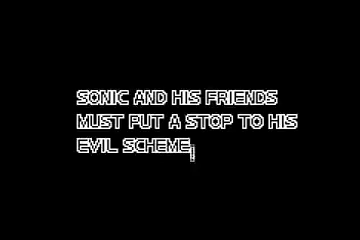 SONIC AND HIS FRIENDS
MUST PUT A STOP TO HIS
EVIL SCHEME